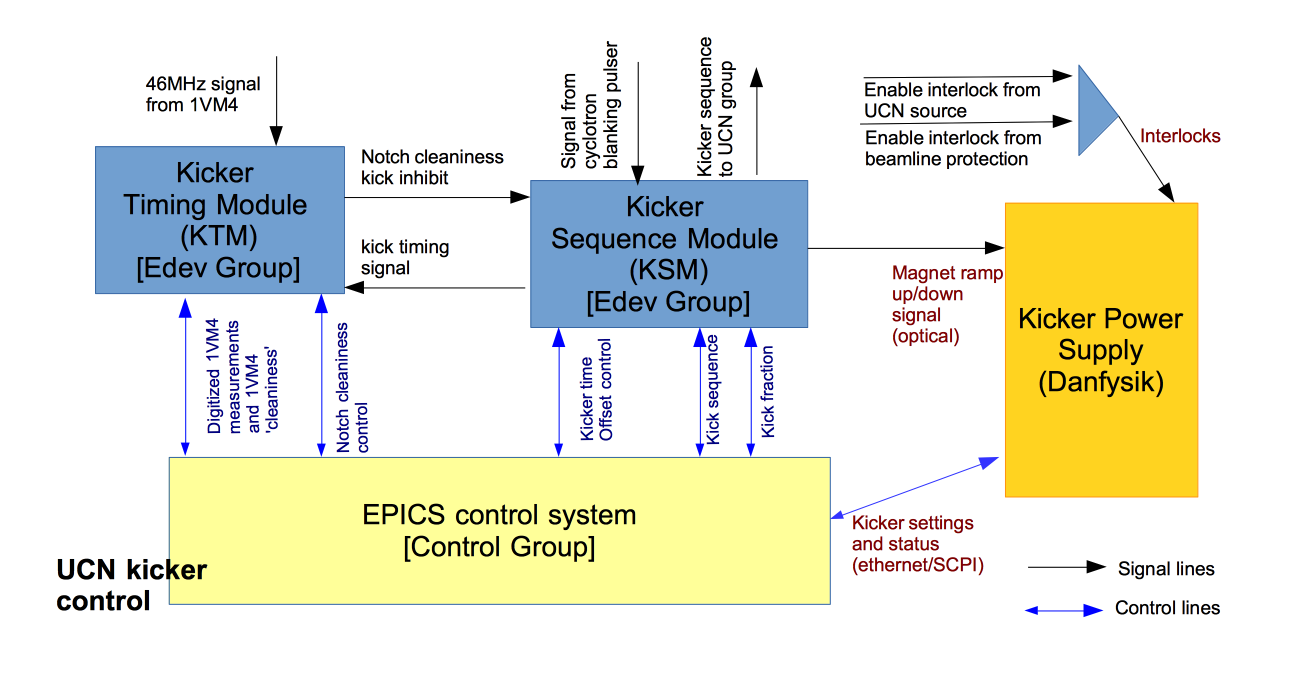 46MHz signal
from 1VM4
Kicker
Timing Module
(KTM)
[Edev Group]
Notch cleaniness
kick inhibit
kick timing
signal
Signal from
cyclotron
blanking pulser
Kicker sequence
to UCN group
Kicker
Sequence Module
(KSM)
[Edev Group]
Enable interlock from
UCN source
Enable interlock from
beamline protection
Interlocks
Magnet ramp
up/down
signal
(optical)
Kicker Power
Supply
(Danfysik)
Digitized 1VM4
measurements
and 1VM4
'cleaniness'
Notch cleaniness
control
Kicker time
Offset control
Kick sequence
Kick fraction
EPICS control system
[Control Group]
Kicker settings
and status
(ethernet/SCPI)
UCN kicker
control
Signal lines
Control lines